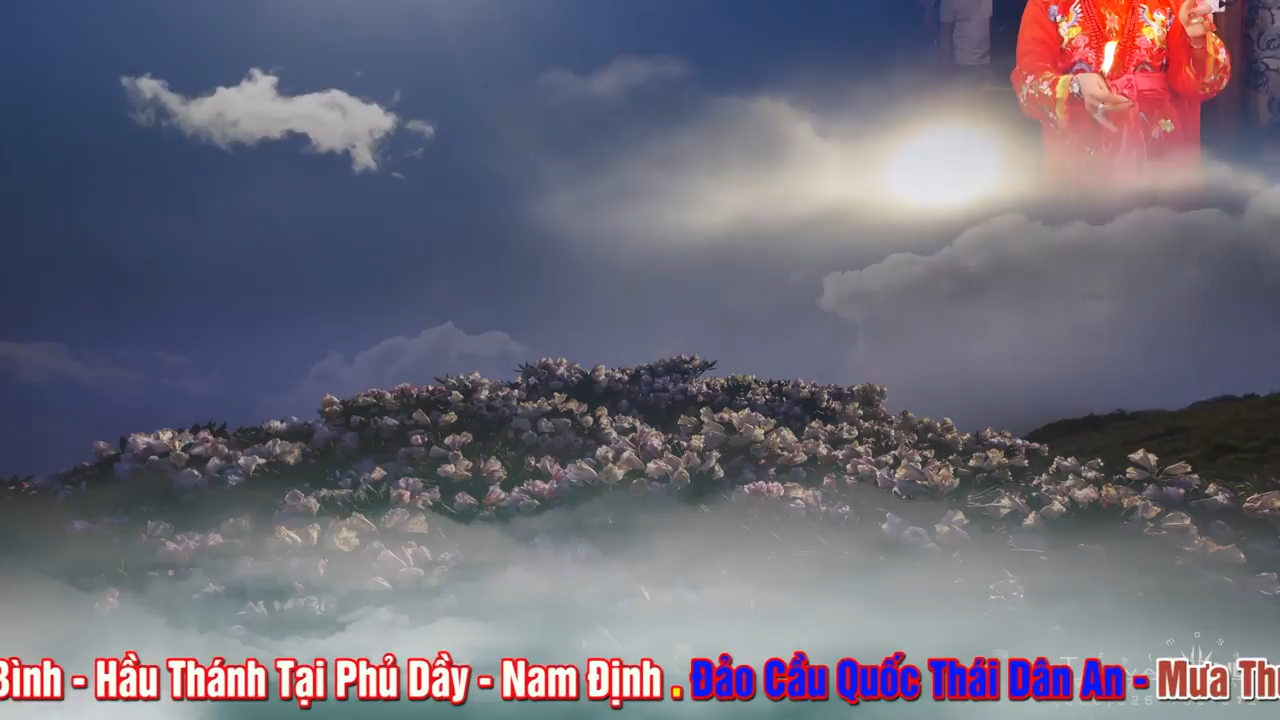 Bình - Hầu Thánh Tại Phủ Dầy - Nam Định . Đảo Cầu Quốc Thái Dân An - Mưa